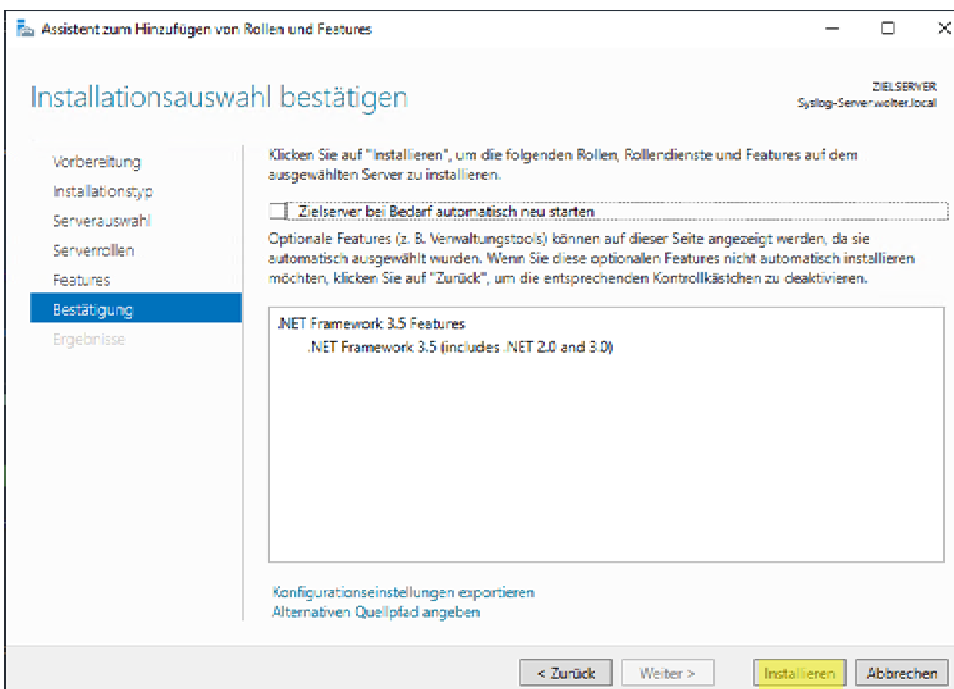 Assistent zum Hinzufügen von Rollen und Features
Installationsauswahl bestätigen
ZIELSERVER
Syslog-Server.wolter.local
Vorbereitung
Installationstyp
Serverauswahl
Serverrollen
Features
Bestätigung
Ergebnisse
Klicken Sie auf "Installieren", um die folgenden Rollen, Rollendienste und Features auf dem
ausgewählten Server zu installieren.
Zielserver bei Bedarf automatisch neu starten
Optionale Features (z. B. Verwaltungstools) können auf dieser Seite angezeigt werden, da sie
automatisch ausgewählt wurden. Wenn Sie diese optionalen Features nicht automatisch installieren
möchten, klicken Sie auf "Zurück", um die entsprechenden Kontrollkästchen zu deaktivieren.
.NET Framework 3.5 Features
.NET Framework 3.5 (includes .NET 2.0 and 3.0)
Konfigurationseinstellungen exportieren
Alternativen Quellpfad angeben
< Zurück
Weiter >
Installieren
Abbrechen